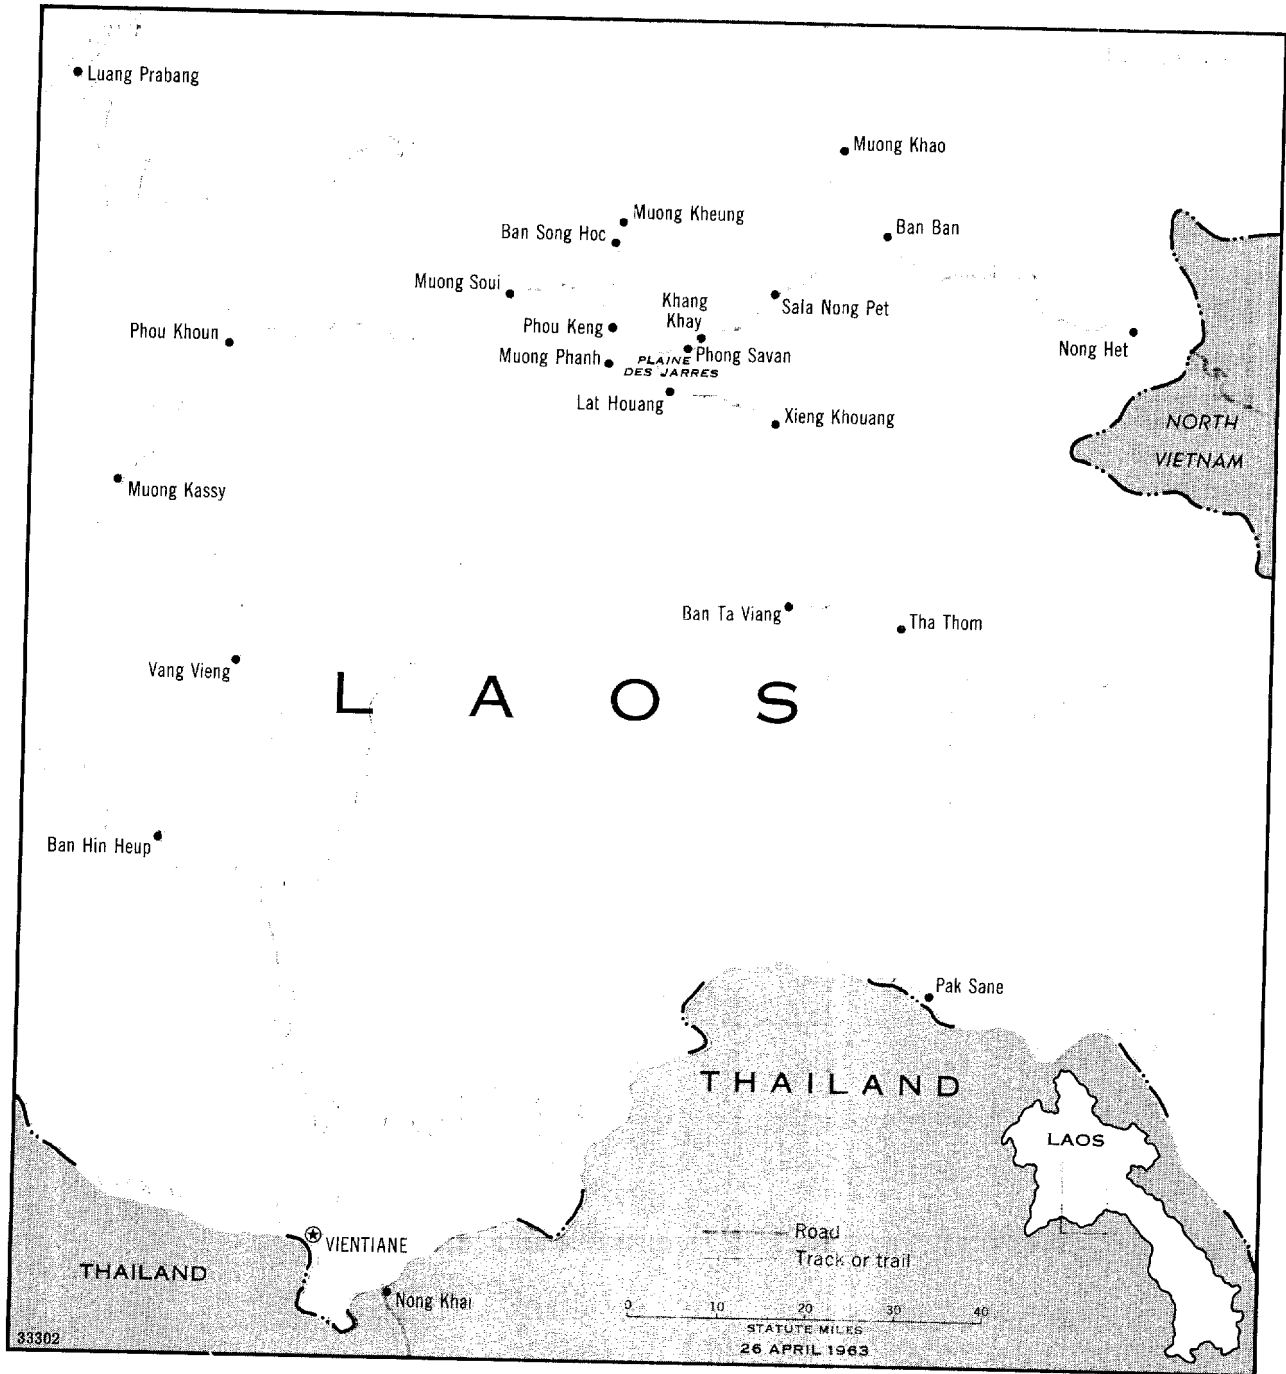 Luang Prabang
Muong Khao
Muong Kheung
Ban Song Hoc
Ban Ban
Muong Soui
Sala Nong Pet
Khang
Khay
Phou Keng
Phou Khoun
Nong Het
Muong Phanh
PLAINE
DES JARRES
Phong Savan
Lat Houang
Xieng Khouang
NORTH
VIETNAM
Muong Kassy
Ban Ta Viang
Tha Thom
Vang Vieng
LAOS
Ban Hin Heup
Pak Sane
THAILAND
LAOS
VIENTIANE
THAILAND
Nong Khai
Road
Track or trail
0 10 20 30 40
STATUTE MILES
26 APRIL 1963
33302